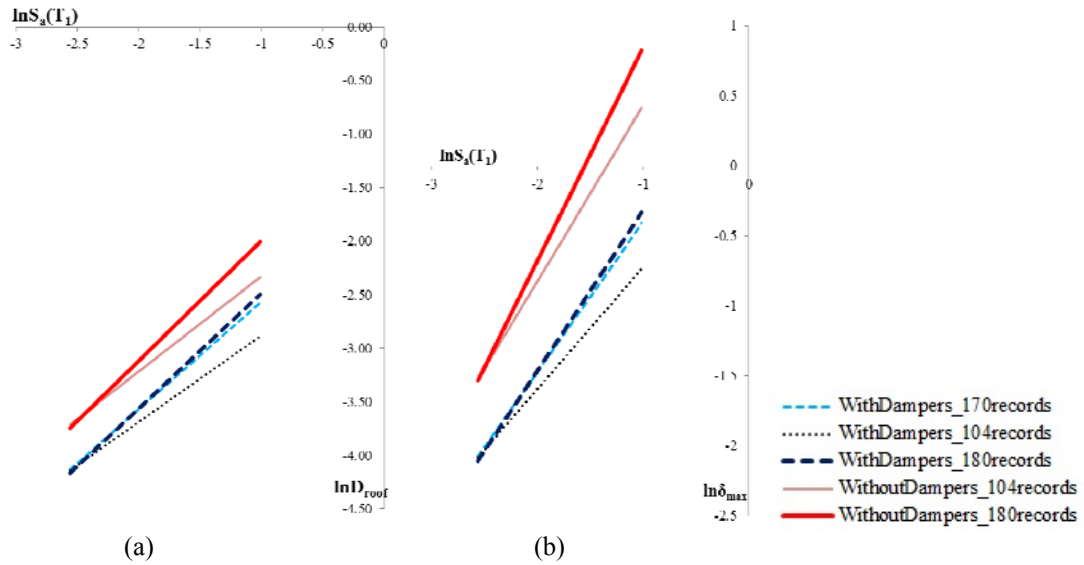 lnSa(T1)
-3 -2.5 -2 -1.5 -1 -0.5 0
0.00
-0.50
-1.00
-1.50
-2.00
-2.50
-3.00
-3.50
-4.00
-4.50
lnDroof
(a)
lnSa(T1)
-3 -2 -1 0
1
0.5
0
-0.5
-1
-1.5
-2
-2.5
lnδmax
(b)
WithDampers_170records
WithDampers_104records
WithDampers_180records
WithoutDampers_104records
WithoutDampers_180records